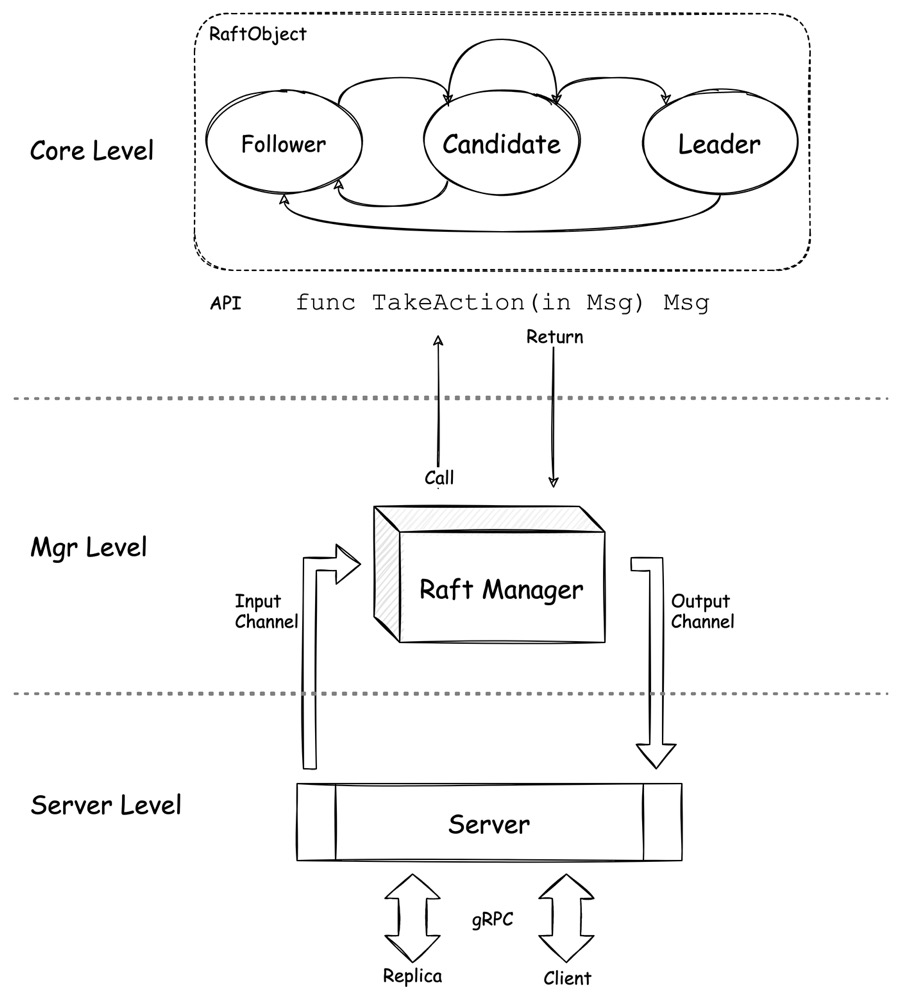 RaftObject
Core Level
Follower
Candidate
Leader
API
func TakeAction(in Msg) Msg
Return
Call
Mgr Level
Raft Manager
Input
Channel
Output
Channel
Server Level
Server
gRPC
Replica
Client